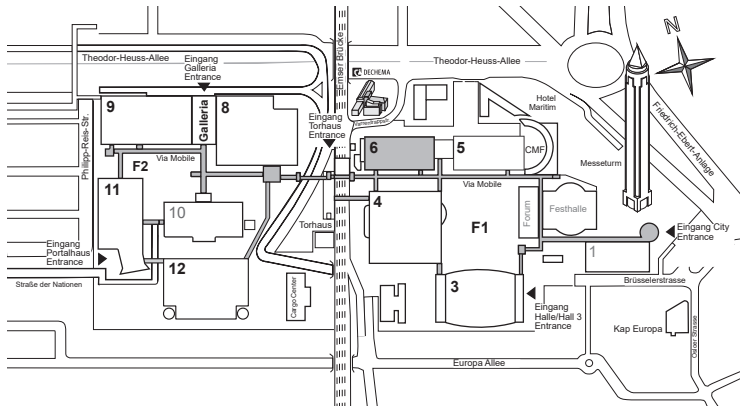 N
Theodor-Heuss-Allee
Eingang
Galleria
Entrance
Emser Brücke
DECHEMA
Theodor-Heuss-Allee
Hotel
Maritim
Friedrich-Ebert-Anlage
Philipp-Reis-Str.
9
Galleria
8
Eingang
Torhaus
Entrance
6
5
CMF
Messeturm
F2
Via Mobile
Via Mobile
11
10
4
F1
Forum
Festhalle
Torhaus
Eingang City
Entrance
Eingang
Portalhaus
Entrance
12
1
Straße der Nationen
Cargo Center
3
Brüsselerstrasse
Eingang
Halle/Hall 3
Entrance
Kap Europa
Osloer Strasse
Europa Allee